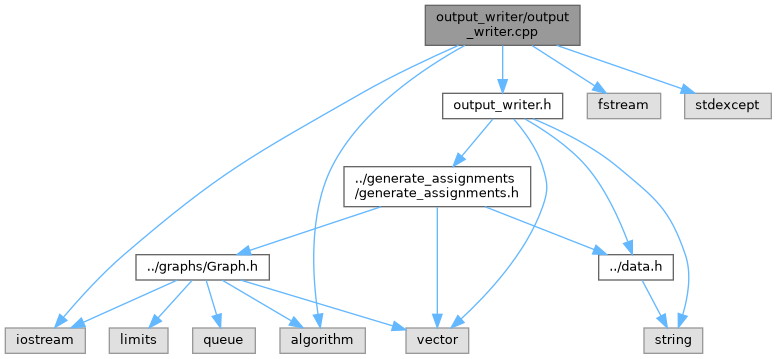 output_writer/output
_writer.cpp
output_writer.h
fstream
stdexcept
../generate_assignments
/generate_assignments.h
../graphs/Graph.h
../data.h
iostream
limits
queue
algorithm
vector
string